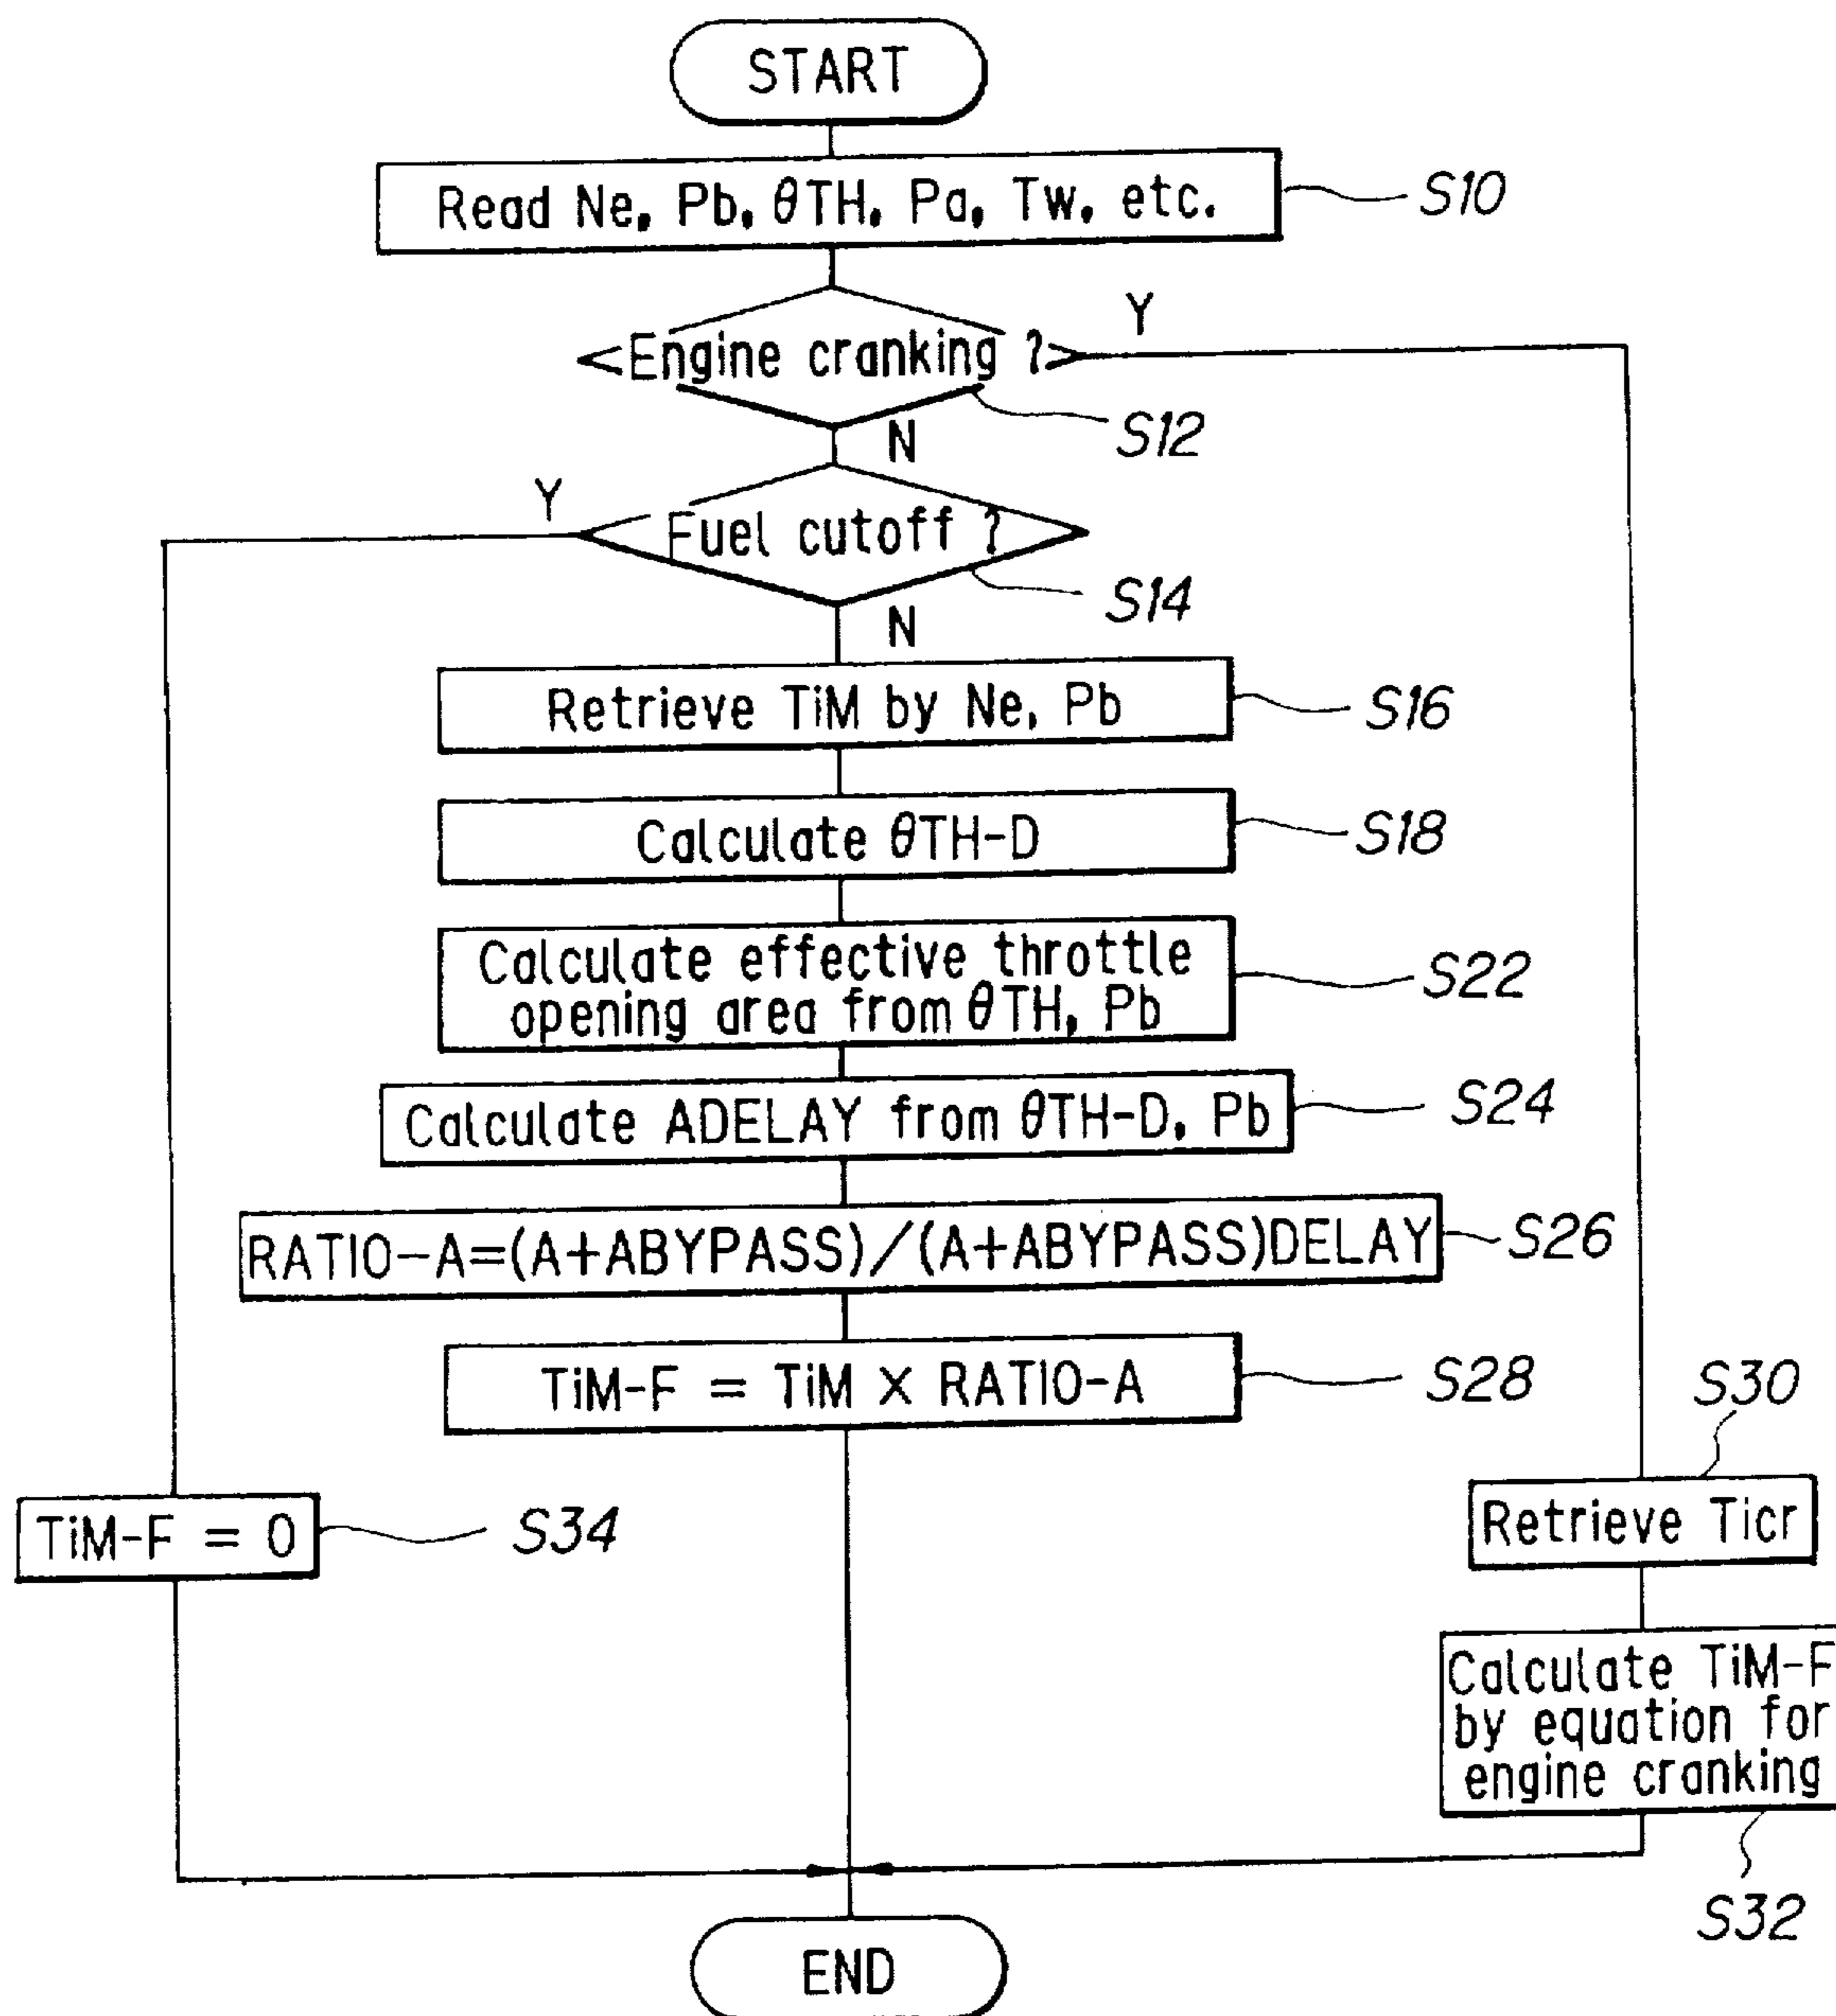 START
Read Ne, Pb, θTH, Pa, Tw, etc.
S10
Engine cranking ?
Y
S12
N
Fuel cutoff ?
Y
S14
N
Retrieve TiM by Ne, Pb
S16
Calculate θTH-D
S18
Calculate effective throttle
opening area from θTH, Pb
S22
Calculate ADELAY from θTH-D, Pb
S24
RATIO-A=(A+ABYPASS)/(A+ABYPASS)DELAY
S26
TiM-F = TiM × RATIO-A
S28
S30
Retrieve Ticr
TiM-F = 0
S34
Calculate TiM-F
by equation for
engine cranking
S32
END